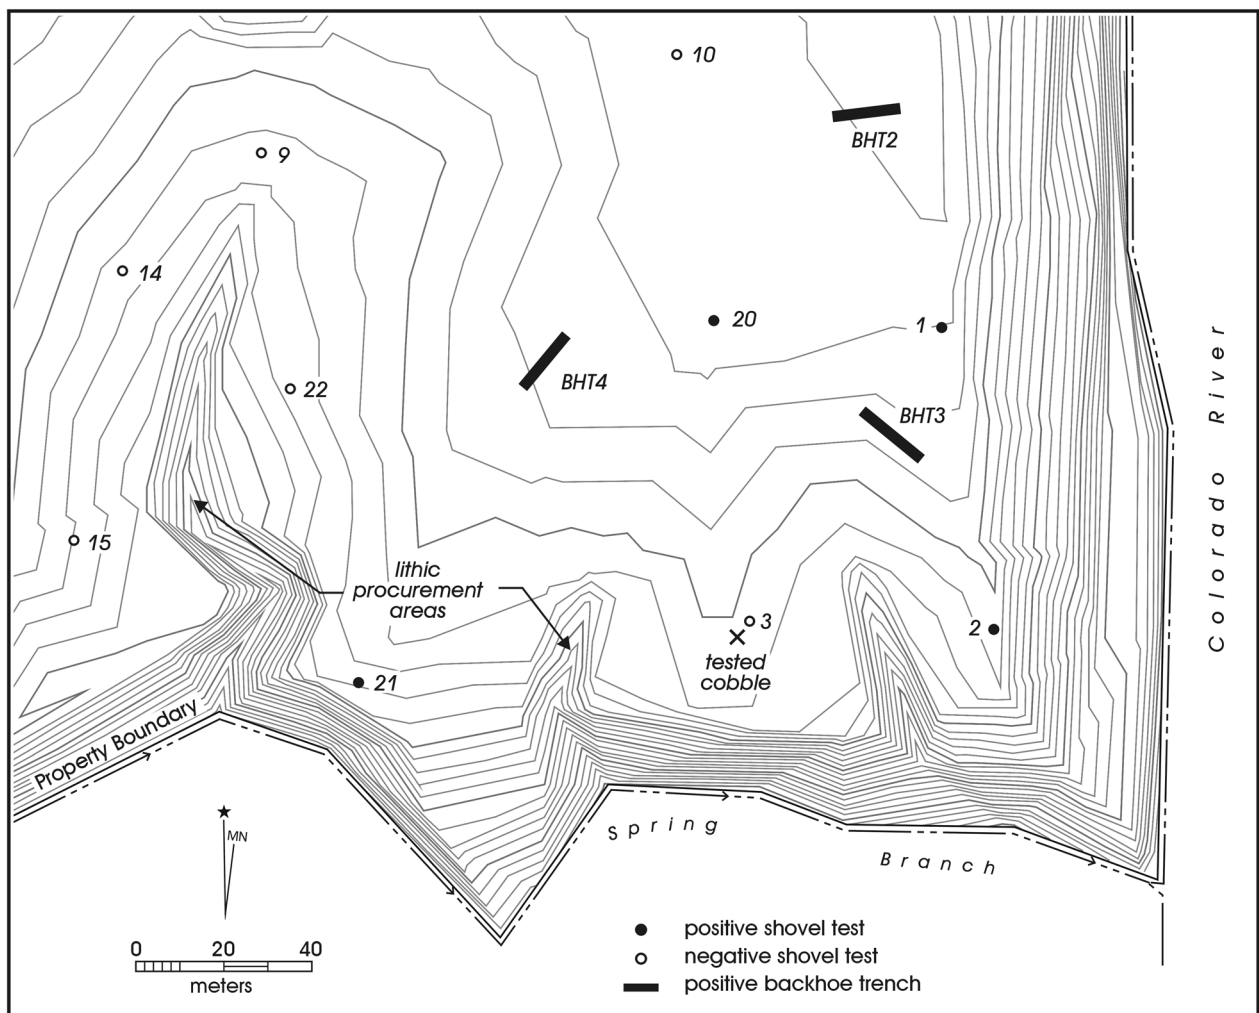 10
BHT2
9
14
20
1
BHT4
22
BHT3
15
Colorado River
lithic
procurement
areas
3
2
tested
cobble
21
Property Boundary
MN
Spring
Branch
0 20 40
meters
positive shovel test
negative shovel test
positive backhoe trench